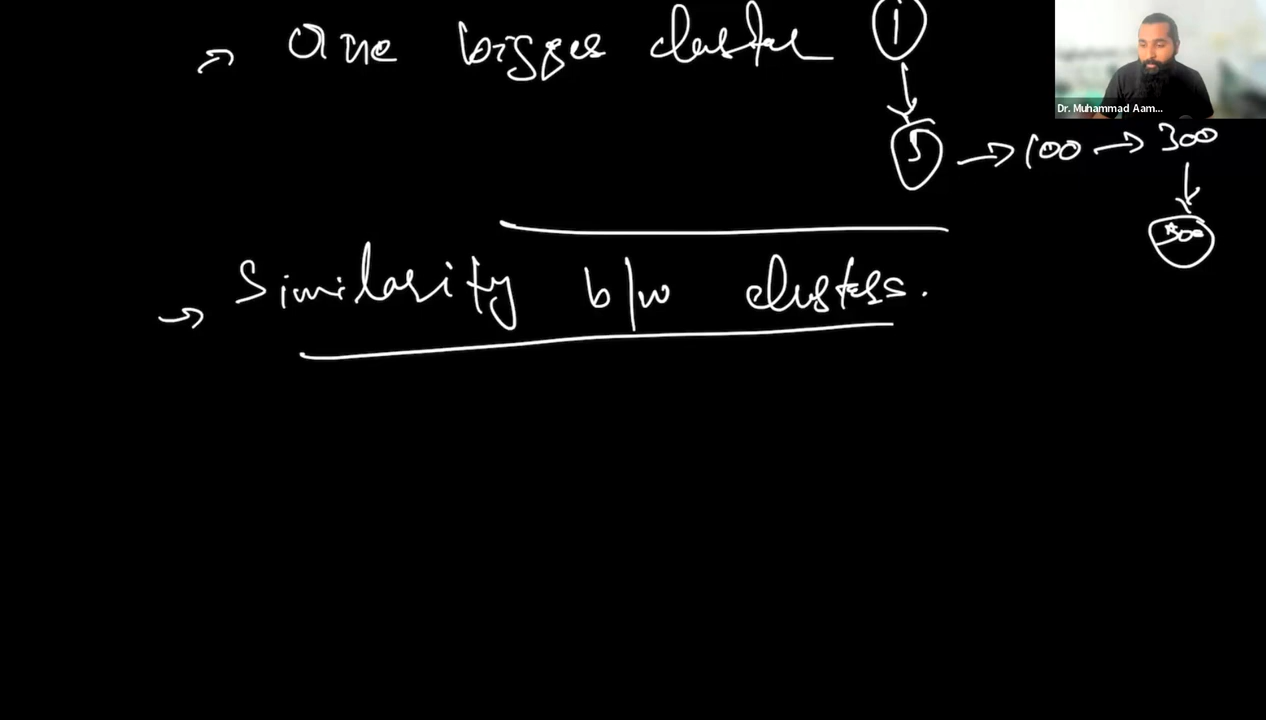 → One bigger cluster 1
Dr. Muhammad Aam...
5 → 100 → 300
→ Similarity b/w clusters.